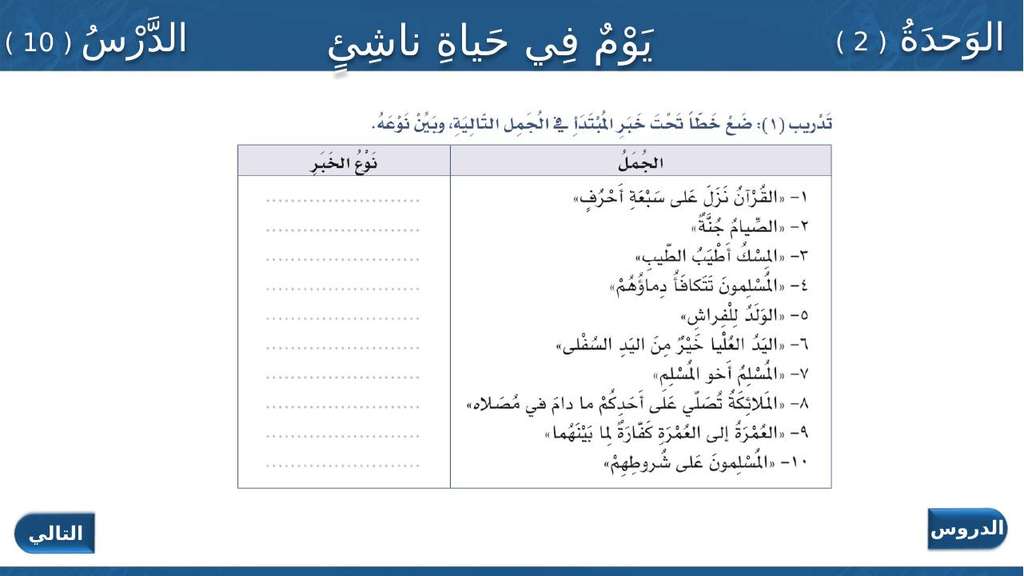 الوَحدَةُ ( 2 )
يَوْمٌ فِي حَياةِ ناشِئٍ
الدَّرْسُ ( 10 )
تَدْريب (١): ضَعْ خَطّاً تَحْتَ خَبَرِ المُبْتَدَأِ في الجُمَلِ التّالِيَةِ، وبَيِّنْ نَوْعَهُ.
الجُمَلُ
نَوْعُ الخَبَرِ
١- «القُرْآنُ نَزَلَ عَلى سَبْعَةِ أَحْرُفٍ» ..........................
٢- «الصِّيامُ جُنَّةٌ» ..........................
٣- «المِسْكُ أَطْيَبُ الطّيبِ» ..........................
٤- «المُسْلِمونَ تَتَكافَأُ دِماؤُهُمْ» ..........................
٥- «الوَلَدُ لِلْفِراشِ» ..........................
٦- «اليَدُ العُلْيا خَيْرٌ مِنَ اليَدِ السُفْلى» ..........................
٧- «المُسْلِمُ أَخو المُسْلِمِ» ..........................
٨- «المَلائِكَةُ تُصَلّي عَلَى أَحَدِكُمْ ما دامَ في مُصَلاه» ..........................
٩- «العُمْرَةُ إلى العُمْرَةِ كَفّارَةٌ لِما بَيْنَهُما» ..........................
١٠- «المُسْلِمونَ عَلى شُروطِهِمْ» ..........................
الدروس
التالي